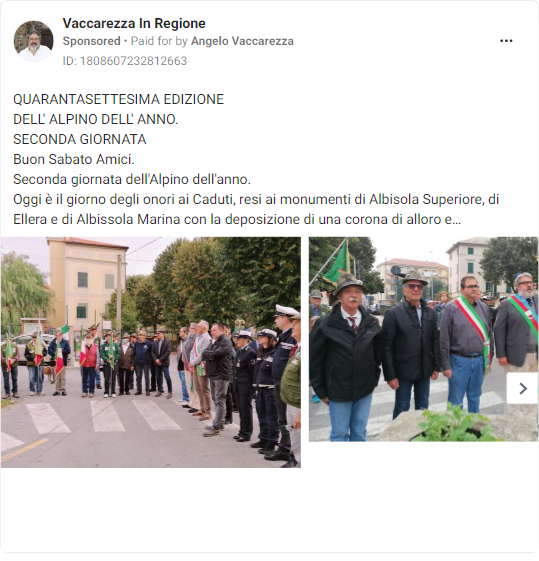 Vaccarezza In Regione
Sponsored • Paid for by Angelo Vaccarezza
ID: 1808607232812663
QUARANTASETTESIMA EDIZIONE
DELL' ALPINO DELL' ANNO.
SECONDA GIORNATA
Buon Sabato Amici.
Seconda giornata dell'Alpino dell'anno.
Oggi è il giorno degli onori ai Caduti, resi ai monumenti di Albisola Superiore, di
Ellera e di Albissola Marina con la deposizione di una corona di alloro e...